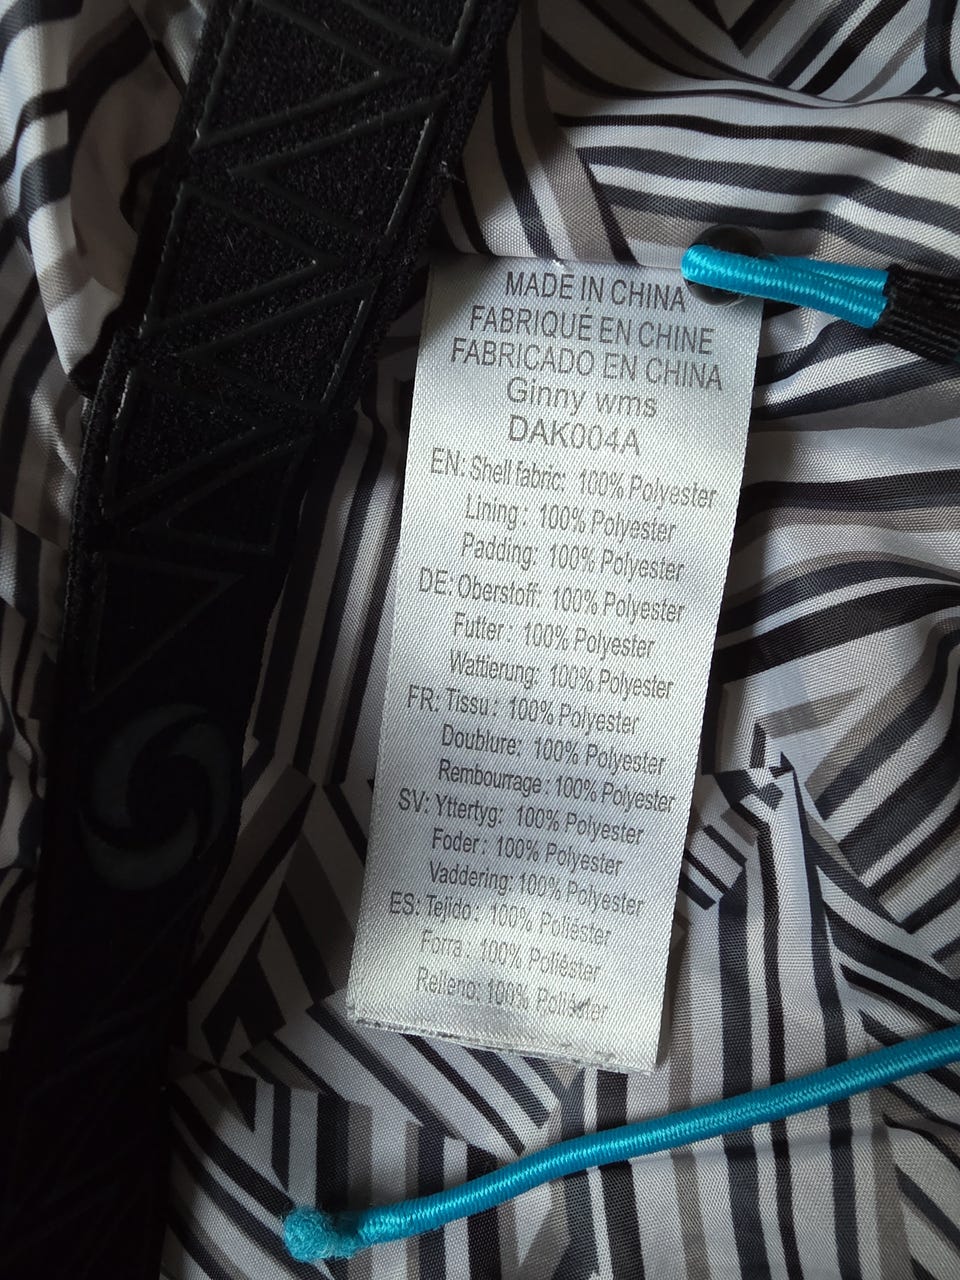 MADE IN CHINA
FABRIQUÉ EN CHINE
FABRICADO EN CHINA
Ginny wms
DAK004A
EN: Shell fabric: 100% Polyester
Lining: 100% Polyester
Padding: 100% Polyester
DE: Oberstoff: 100% Polyester
Futter: 100% Polyester
Wattierung: 100% Polyester
FR: Tissu: 100% Polyester
Doublure: 100% Polyester
Rembourrage: 100% Polyester
SV: Yttertyg: 100% Polyester
Foder: 100% Polyester
Vaddering: 100% Polyester
ES: Tejido: 100% Poliéster
Forra: 100% Poliéster
Relleno: 100% Poliéster